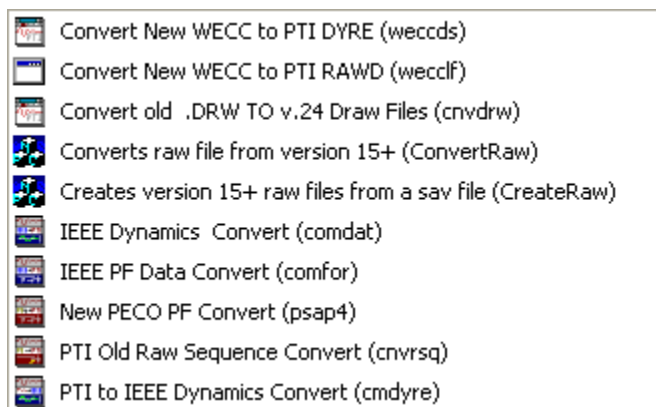 Convert New WECC to PTI DYRE (weccds)
Convert New WECC to PTI RAWD (wecclf)
Convert old .DRW TO v.24 Draw Files (cnvdrw)
Converts raw file from version 15+ (ConvertRaw)
Creates version 15+ raw files from a sav file (CreateRaw)
IEEE Dynamics Convert (comdat)
IEEE PF Data Convert (comfor)
New PECO PF Convert (psap4)
PTI Old Raw Sequence Convert (cnvrsq)
PTI to IEEE Dynamics Convert (cmdyre)